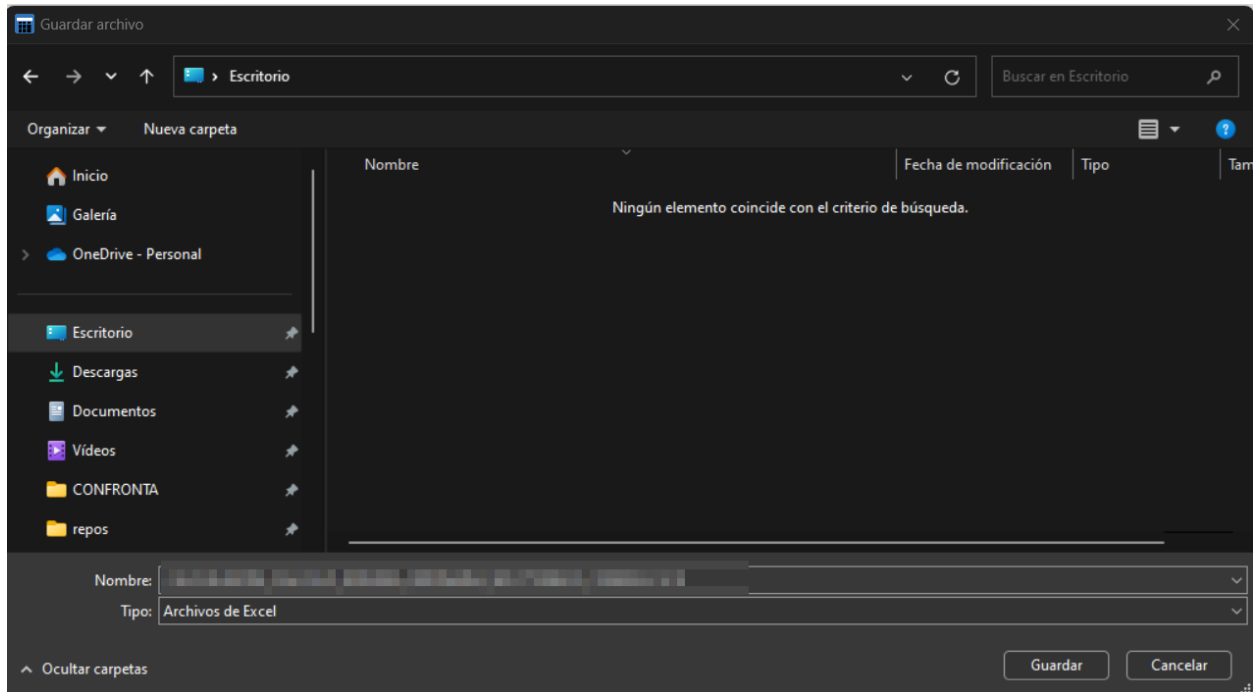 Guardar archivo
Escritorio
Buscar en Escritorio
Organizar
Nueva carpeta
Nombre
Fecha de modificación
Tipo
Tam
Ningún elemento coincide con el criterio de búsqueda.
Inicio
Galería
OneDrive - Personal
Escritorio
Descargas
Documentos
Vídeos
CONFRONTA
repos
Nombre:
Tipo: Archivos de Excel
Ocultar carpetas
Guardar
Cancelar